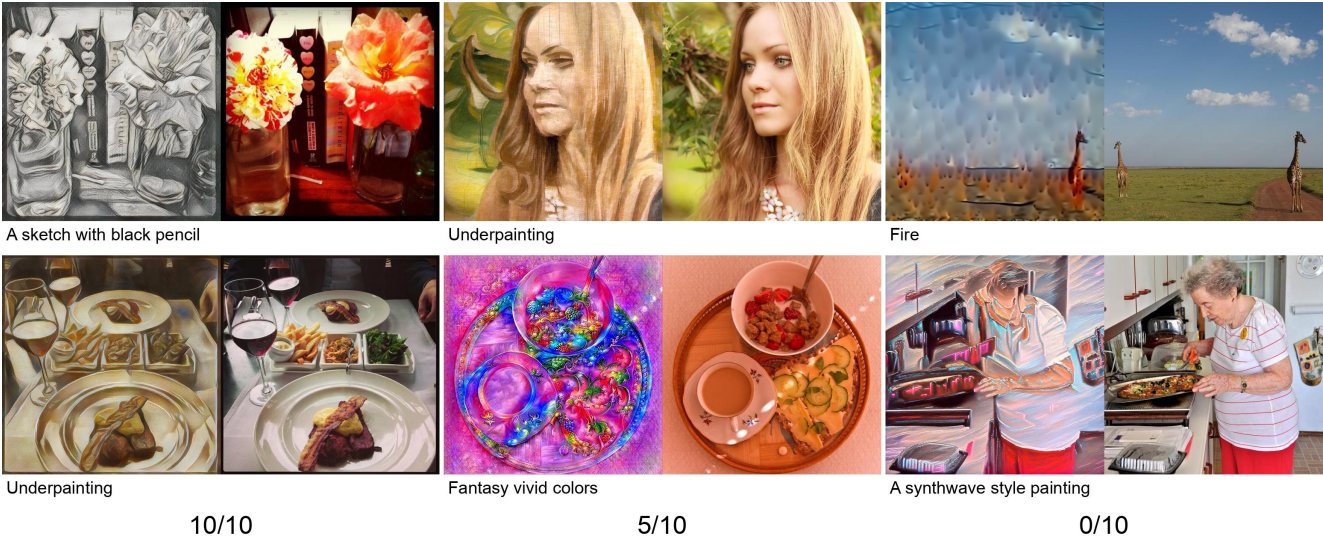 A sketch with black pencil
Underpainting
Fire
Underpainting
Fantasy vivid colors
A synthwave style painting
10/10
5/10
0/10